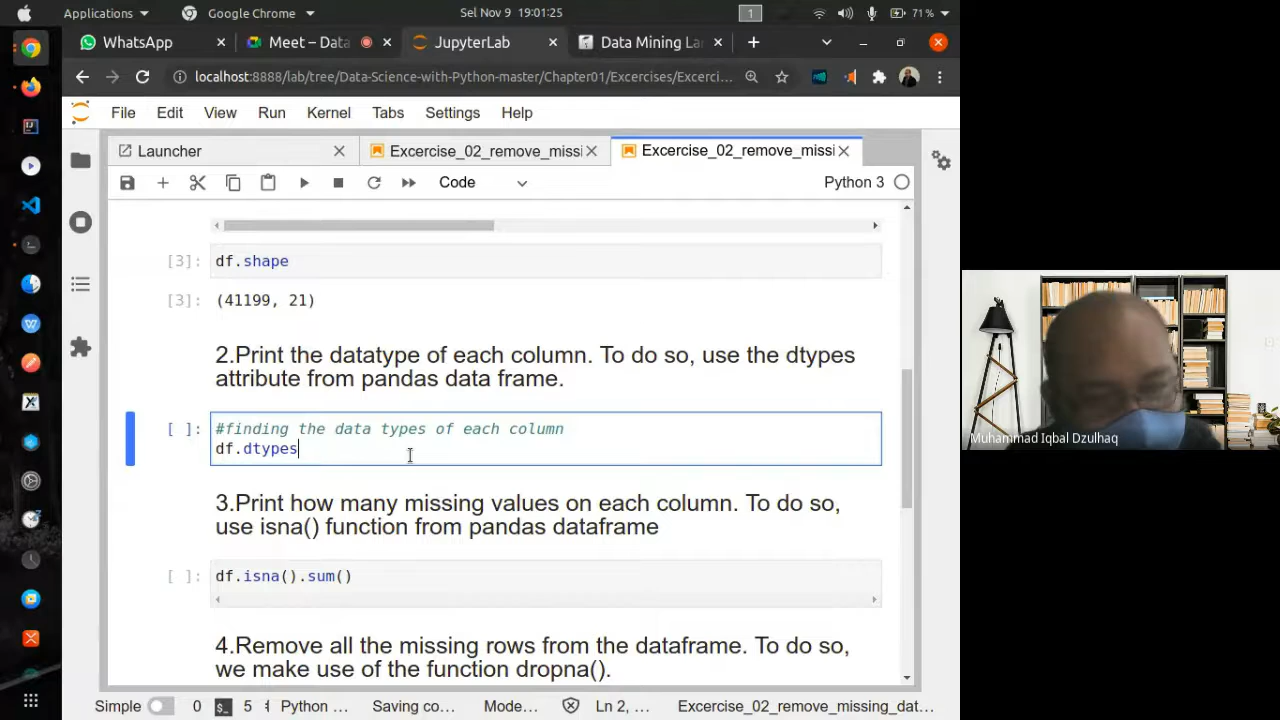 Applications
Google Chrome
Sel Nov 9 19:01:25
1
71%
WhatsApp
Meet – Da
JupyterLab
Data Mining La
localhost:8888/lab/tree/Data-Science-with-Python-master/Chapter01/Excercises/Excerci...
File Edit View Run Kernel Tabs Settings Help
Launcher
Excercise_02_remove_missi
Excercise_02_remove_missi
Code
Python 3
[3]: df.shape
[3]: (41199, 21)
2.Print the datatype of each column. To do so, use the dtypes
attribute from pandas data frame.
[ ]: #finding the data types of each column
df.dtypes
3.Print how many missing values on each column. To do so,
use isna() function from pandas dataframe
[ ]: df.isna().sum()
4.Remove all the missing rows from the dataframe. To do so,
we make use of the function dropna().
Simple 0 5 Python ... Saving co... Mode... Ln 2, ... Excercise_02_remove_missing_dat...
Muhammad Iqbal Dzulhaq